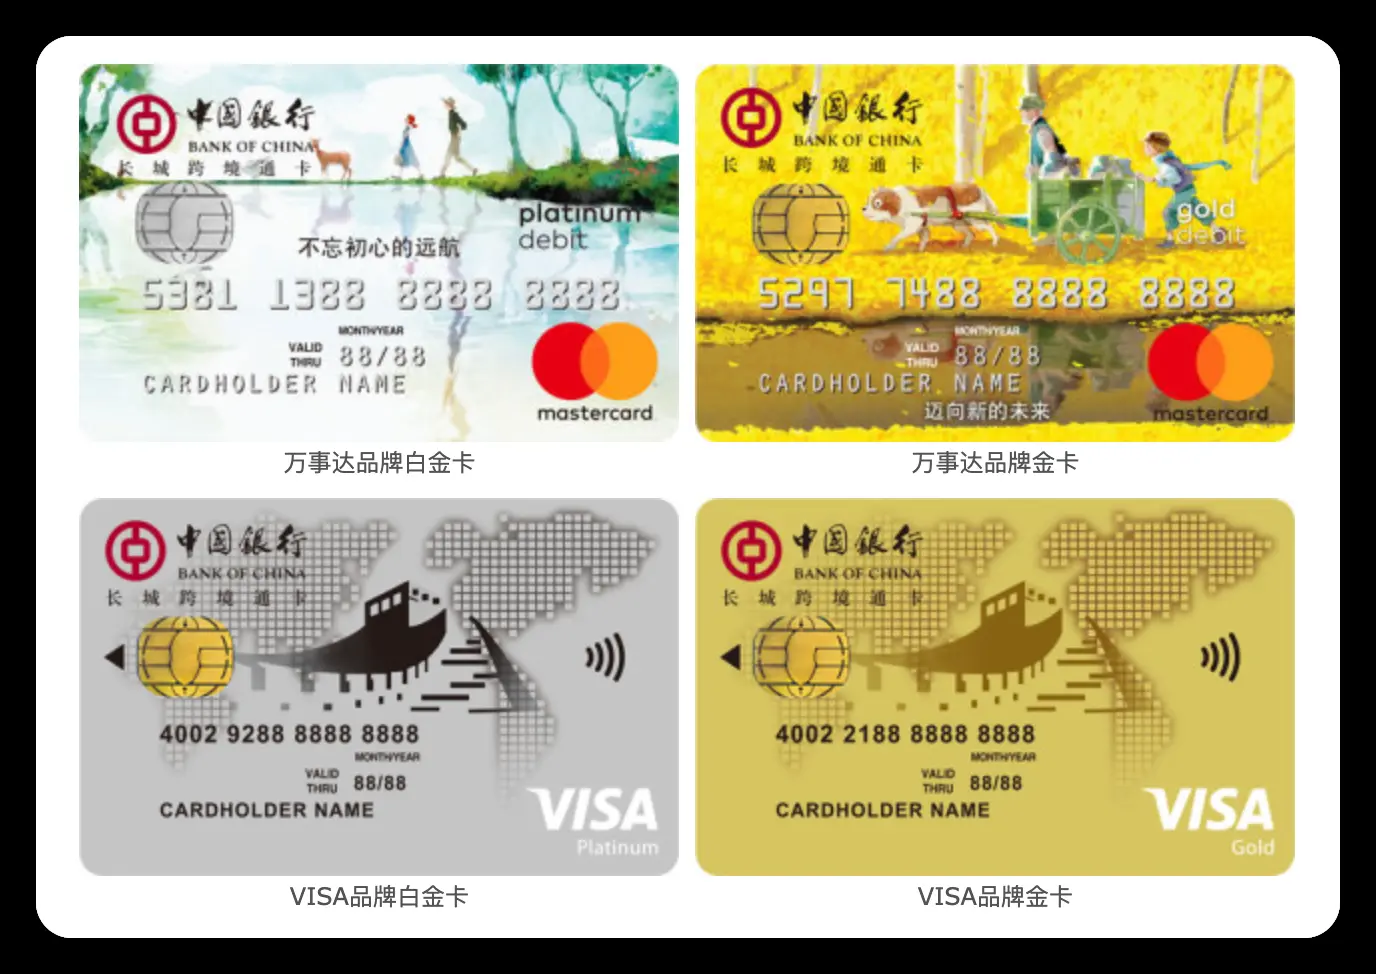 中国银行
BANK OF CHINA
长城跨境通卡
platinum
debit
不忘初心的远航
5381 1388 8888 8888
MONTH/YEAR
VALID THRU 88/88
CARDHOLDER NAME
mastercard
万事达品牌白金卡
中国银行
BANK OF CHINA
长城跨境通卡
gold
debit
5297 7488 8888 8888
MONTH/YEAR
VALID THRU 88/88
CARDHOLDER NAME
迈向新的未来
mastercard
万事达品牌金卡
中国银行
BANK OF CHINA
长城跨境通卡
4002 9288 8888 8888
MONTH/YEAR
VALID THRU 88/88
CARDHOLDER NAME
VISA
Platinum
VISA品牌白金卡
中国银行
BANK OF CHINA
长城跨境通卡
4002 2188 8888 8888
MONTH/YEAR
VALID THRU 88/88
CARDHOLDER NAME
VISA
Gold
VISA品牌金卡